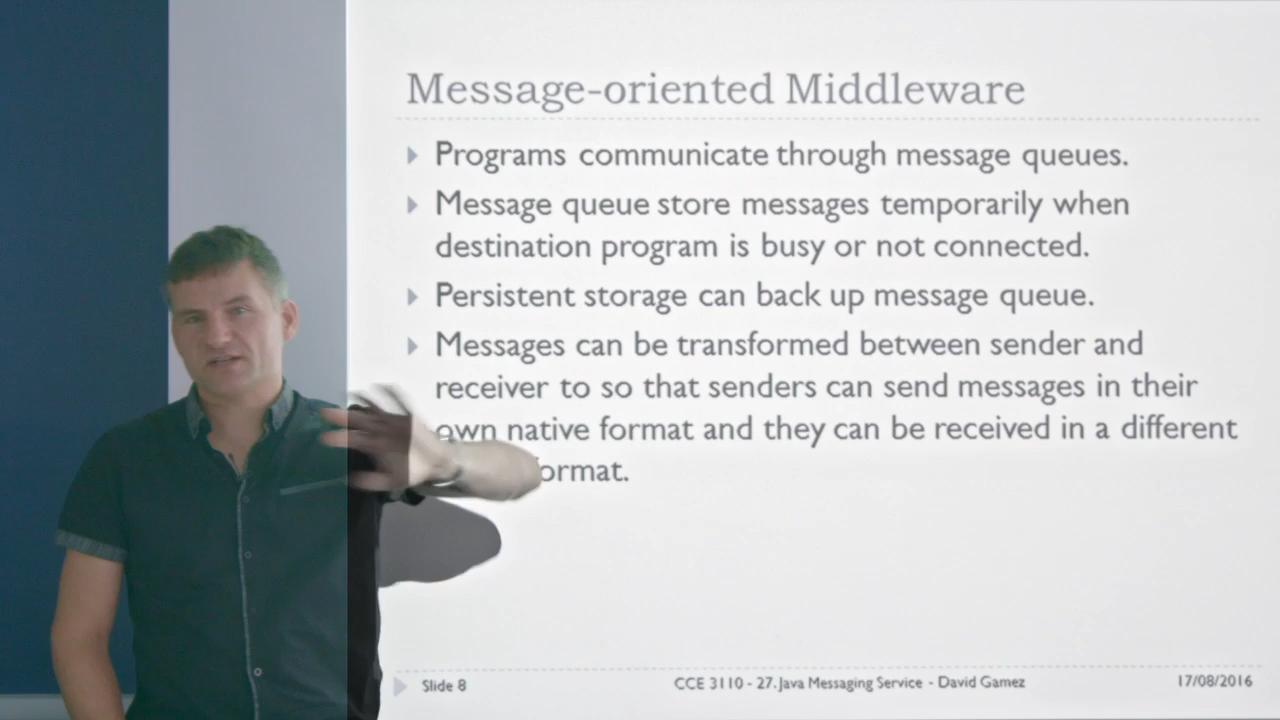 Message-oriented Middleware
Programs communicate through message queues.
Message queue store messages temporarily when
destination program is busy or not connected.
Persistent storage can back up message queue.
Messages can be transformed between sender and
receiver to so that senders can send messages in their
own native format and they can be received in a different
format.
Slide 8
CCE 3110 - 27. Java Messaging Service - David Gamez
17/08/2016